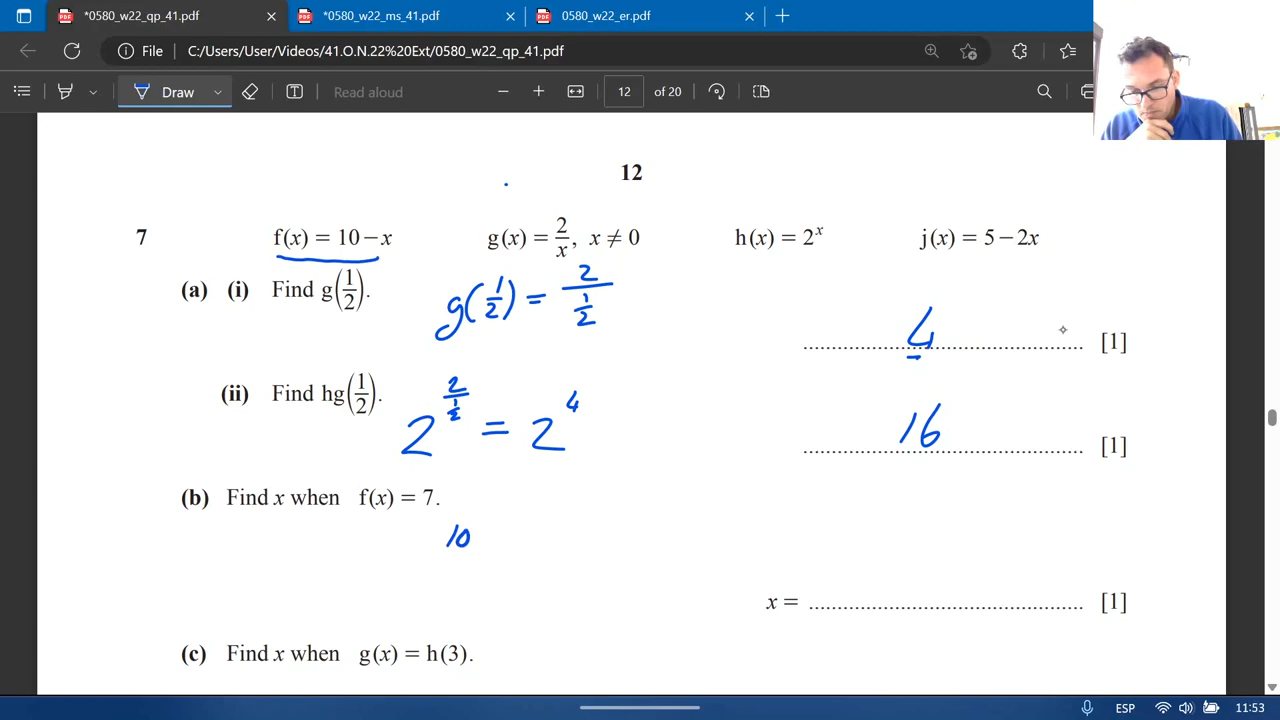 *0580_w22_qp_41.pdf
*0580_w22_ms_41.pdf
0580_w22_er.pdf
File C:/Users/User/Videos/41.O.N.22%20Ext/0580_w22_qp_41.pdf
Draw
Read aloud
12 of 20
12
7 f(x) = 10 − x g(x) = 2/x, x ≠ 0 h(x) = 2^x j(x) = 5 − 2x
(a) (i) Find g(1/2).
g(1/2) = 2/(1/2)
4
[1]
(ii) Find hg(1/2).
2^(2/(1/2)) = 2^4
16
[1]
(b) Find x when f(x) = 7.
10
x = [1]
(c) Find x when g(x) = h(3).
ESP 11:53